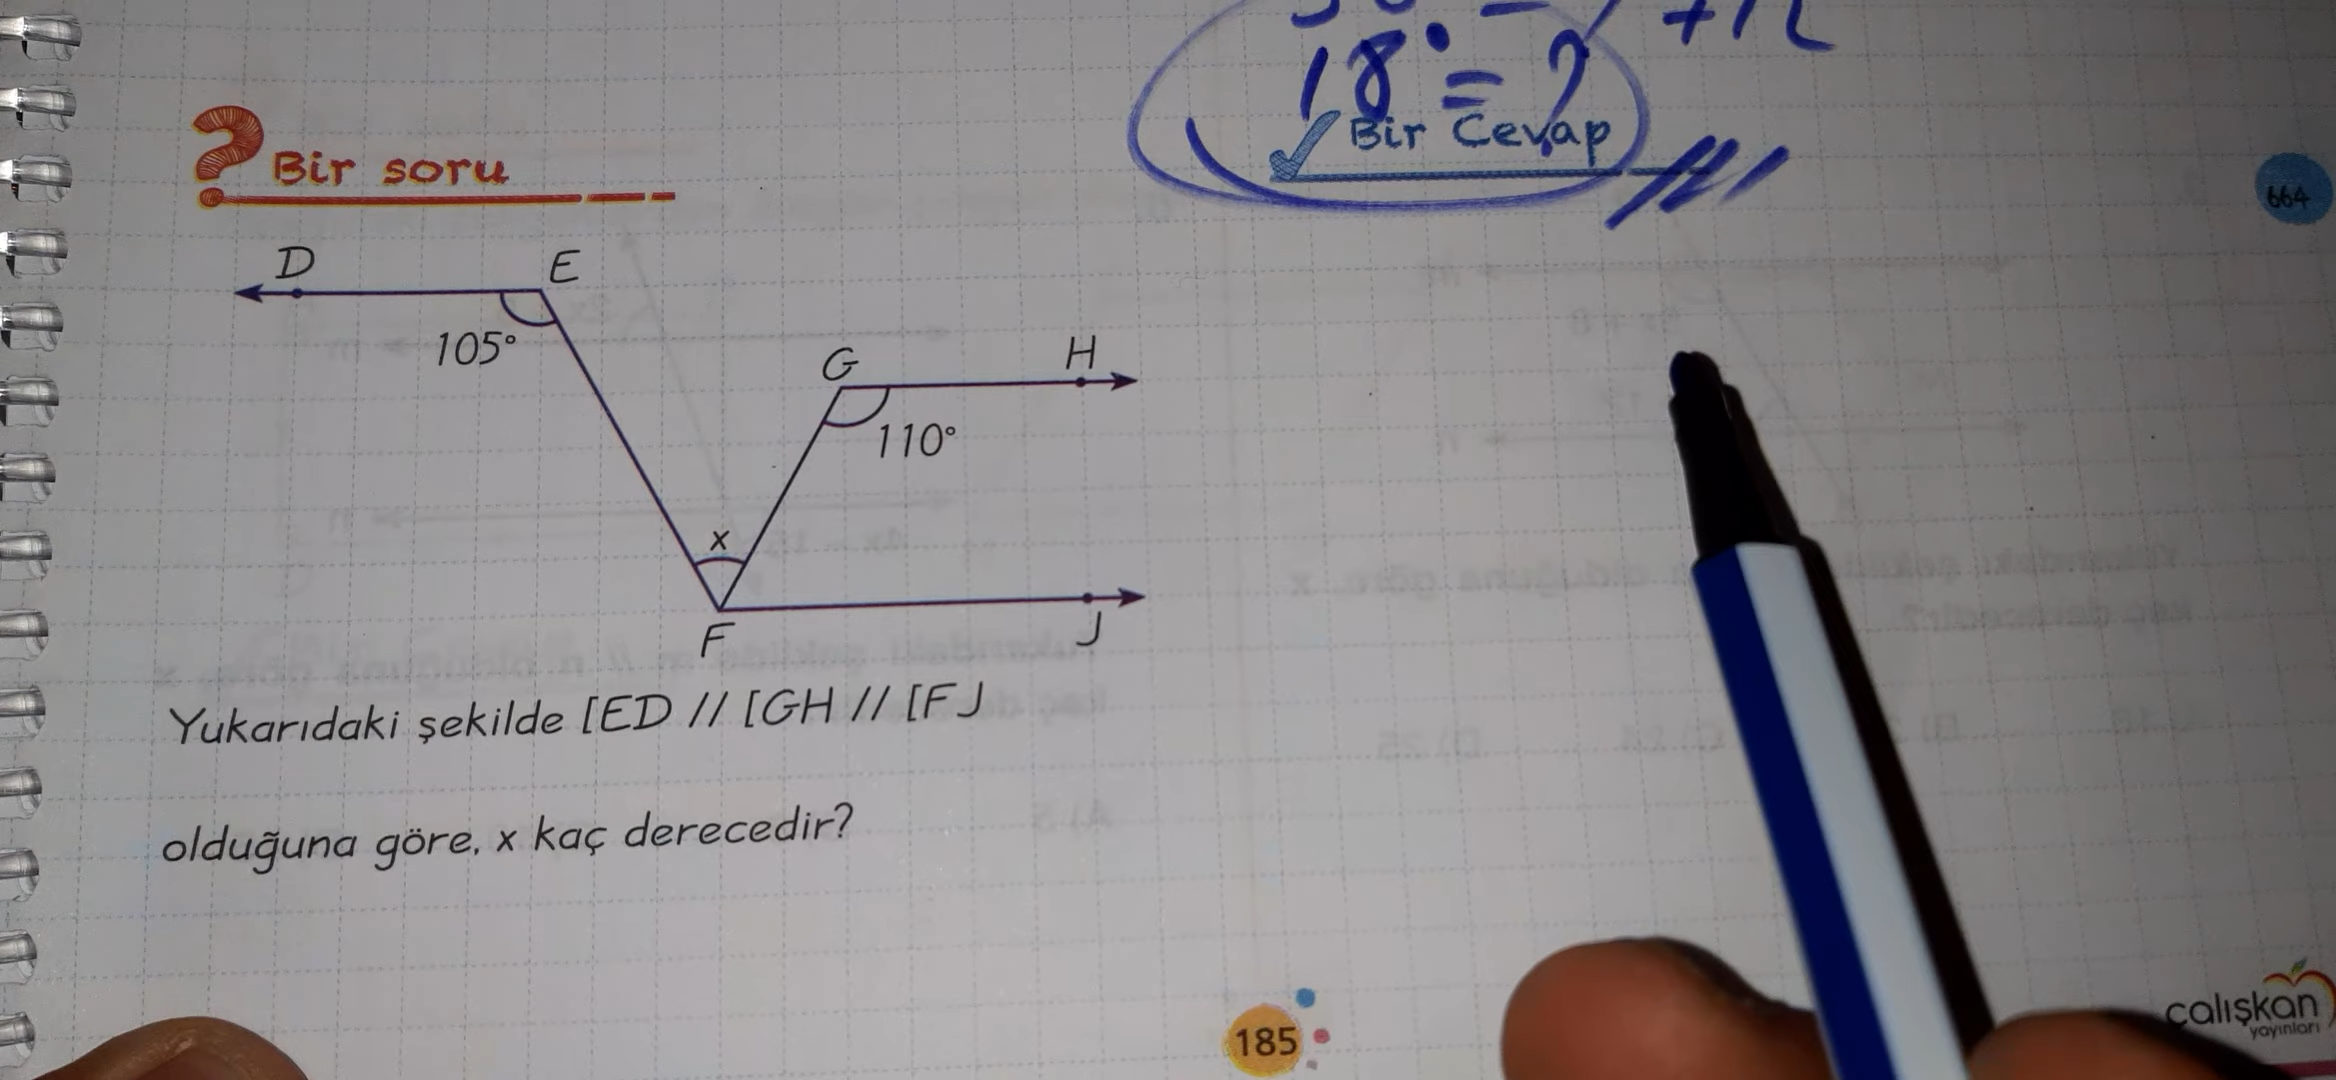 18° = ?
Bir Cevap
664
Bir soru
D
E
105°
G
H
110°
x
F
J
Yukarıdaki şekilde [ED // [GH // [FJ
olduğuna göre, x kaç derecedir?
185
çalışkan
yayınları